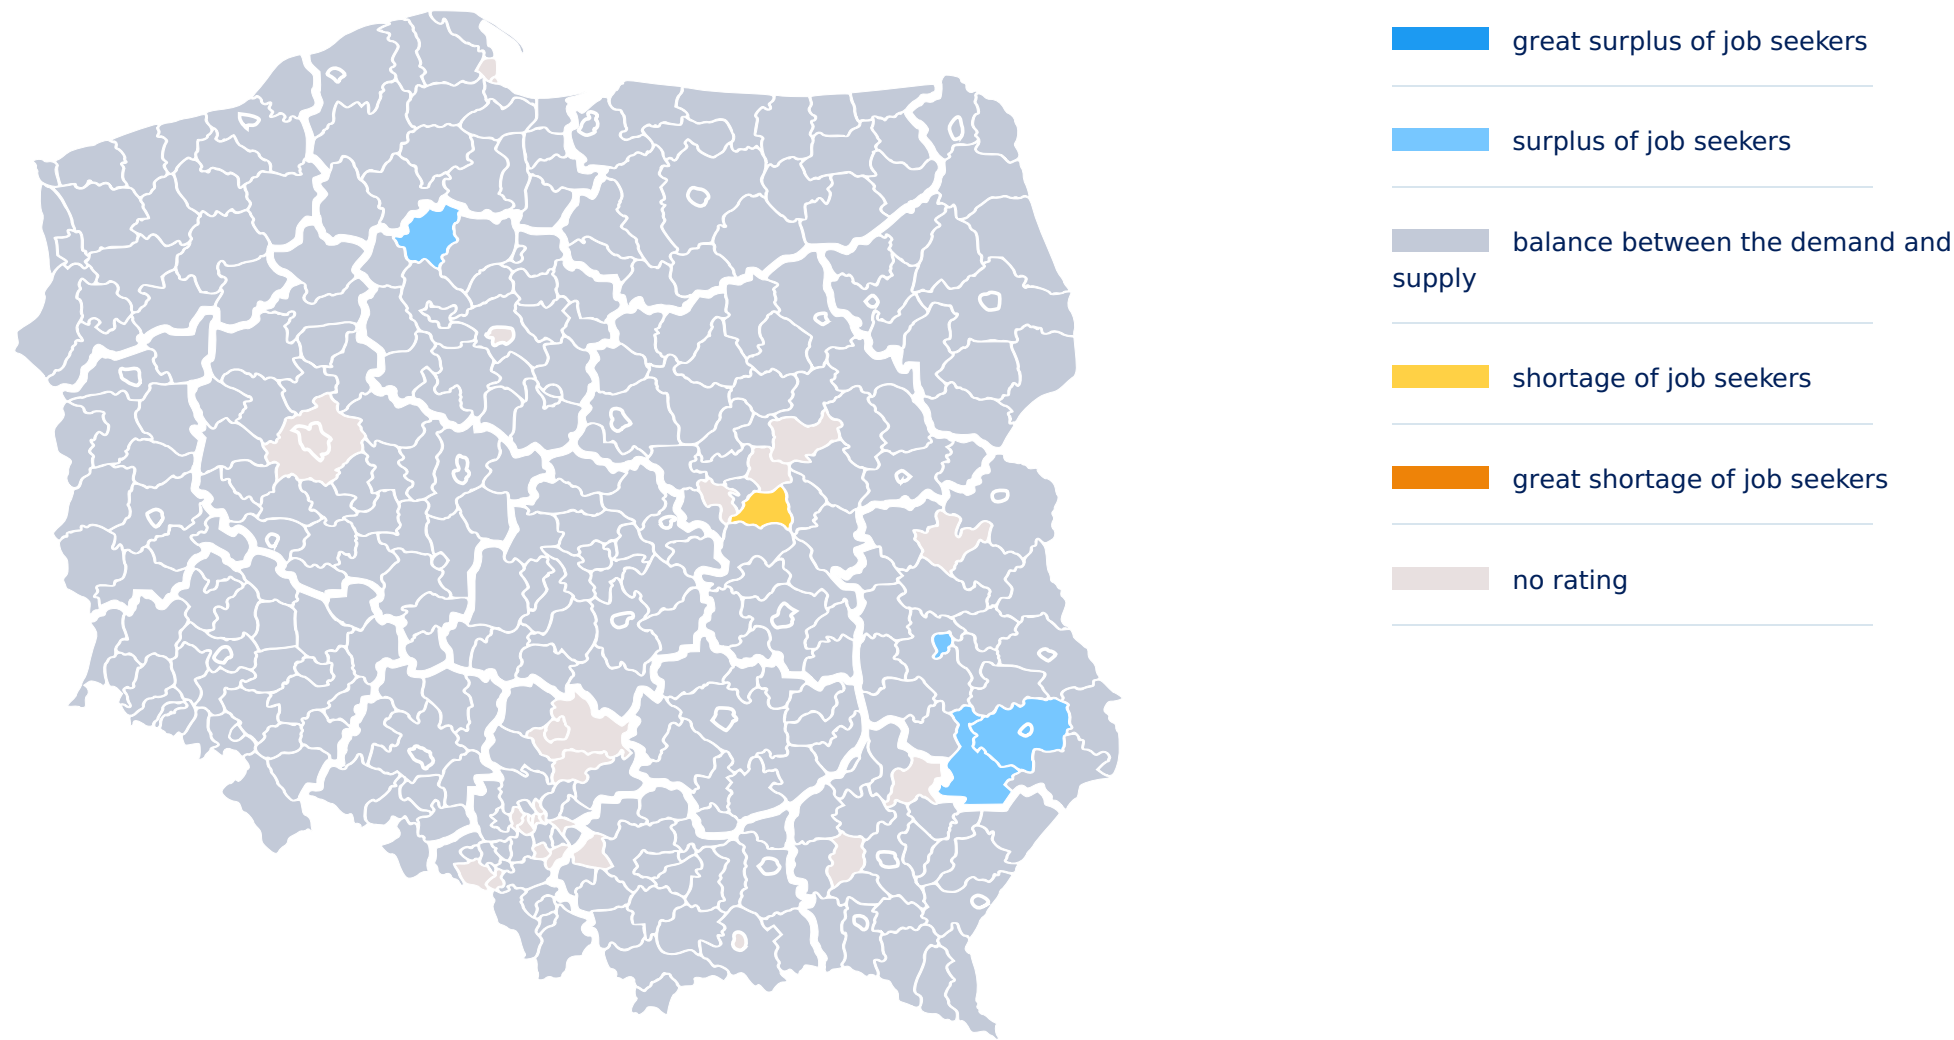 great surplus of job seekers
surplus of job seekers
balance between the demand and
supply
shortage of job seekers
great shortage of job seekers
no rating